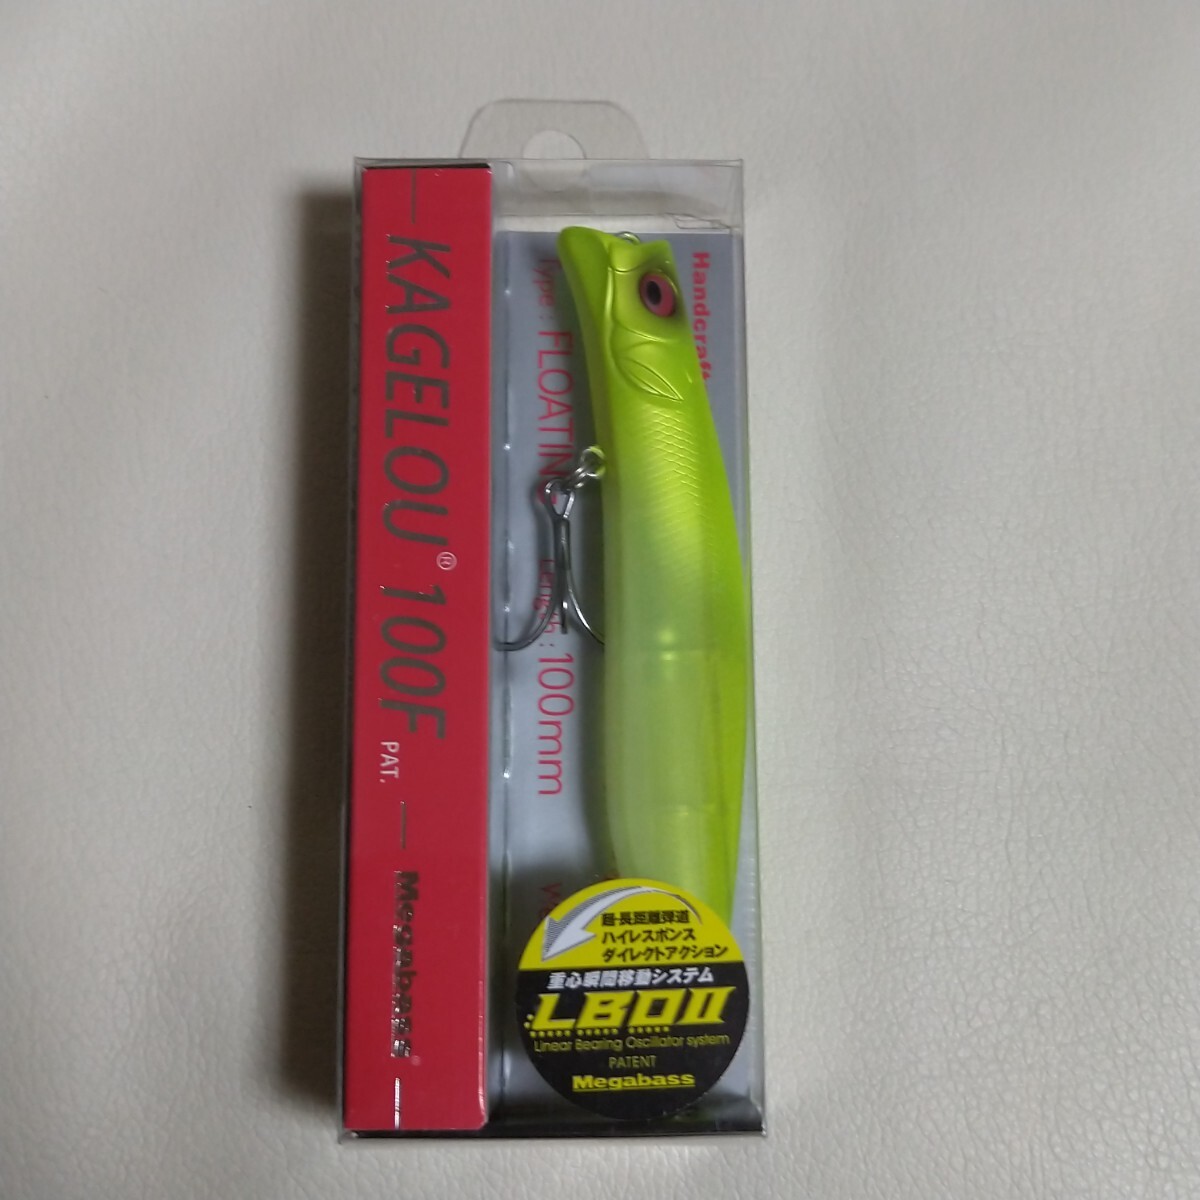 KAGELOU® 100F
PAT.
Megabass®
Handcraft
Type : FLOATING
Length : 100mm
超・長距離弾道
ハイレスポンス
ダイレクトアクション
重心瞬間移動システム
LBOII
Linear Bearing Oscillator system
PATENT
Megabass